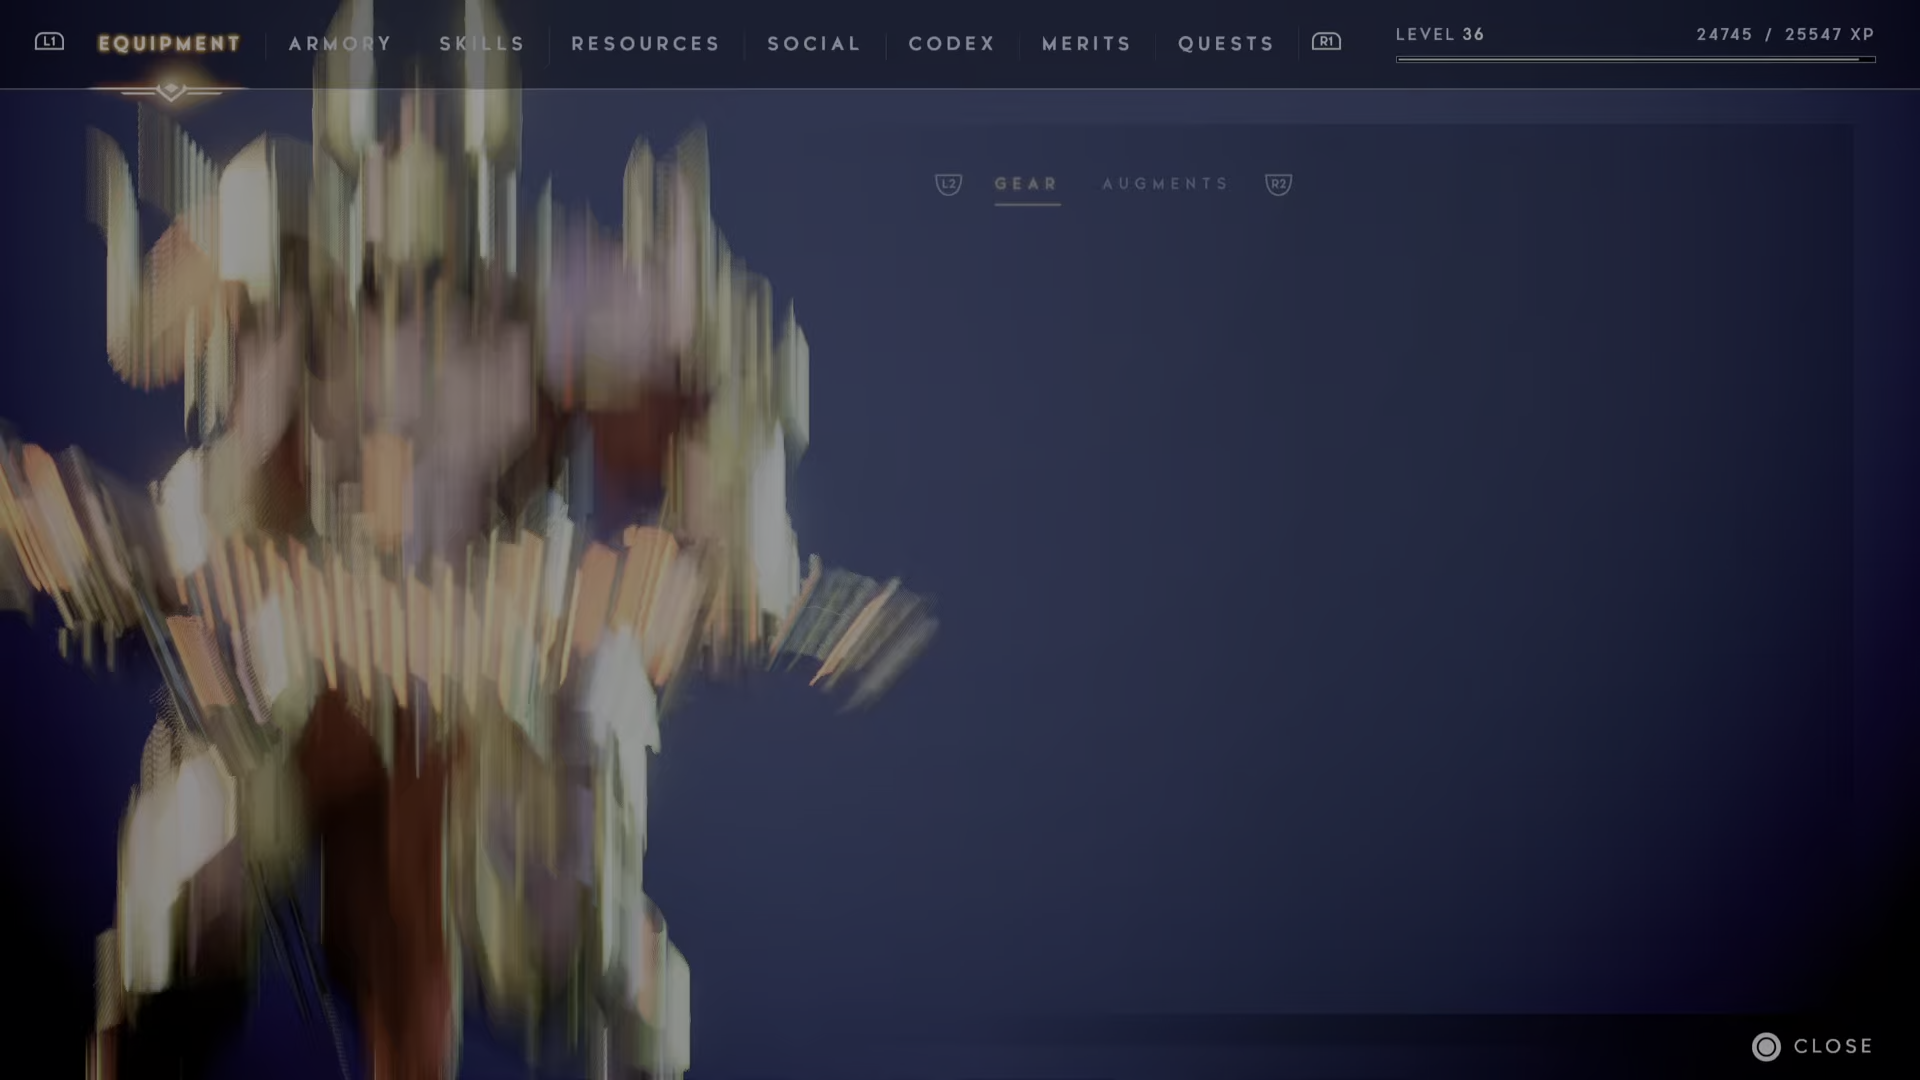 L1 EQUIPMENT ARMORY SKILLS RESOURCES SOCIAL CODEX MERITS QUESTS R1
LEVEL 36 24745 / 25547 XP
L2 GEAR AUGMENTS R2
CLOSE